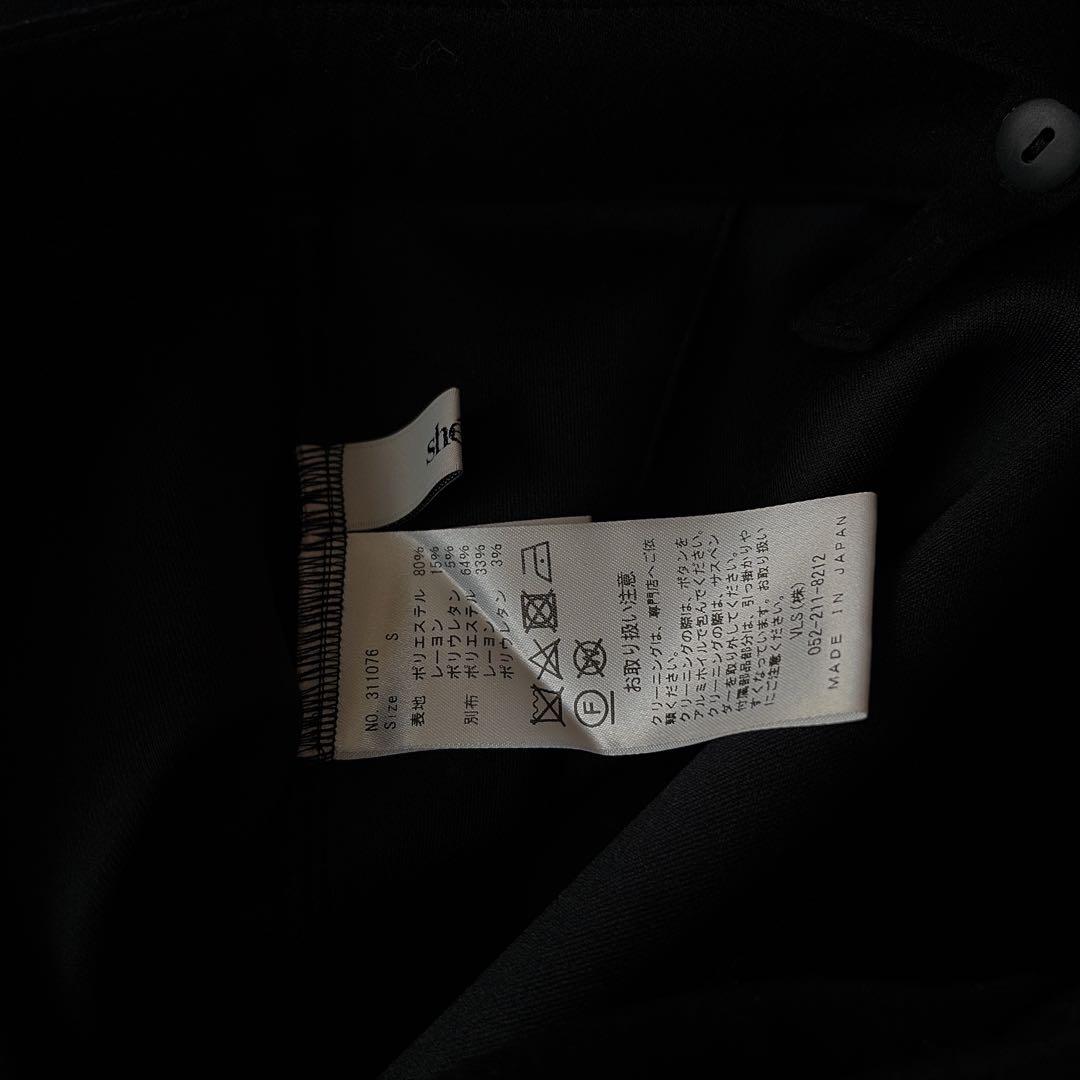 she
NO. 311076
Size S
表地 ポリエステル 80%
レーヨン 15%
ポリウレタン 5%
別布 ポリエステル 64%
レーヨン 33%
ポリウレタン 3%
F
お取り扱い注意
クリーニングは、専門店へご依
頼ください。
クリーニングの際は、ボタンを
アルミホイルで包んでください。
クリーニングの際は、サスペン
ダーを取り外してください。
付属部品部分は、引っ掛かりや
すくなっています。お取り扱い
にご注意ください。
VLS(株)
052-211-8212
MADE IN JAPAN